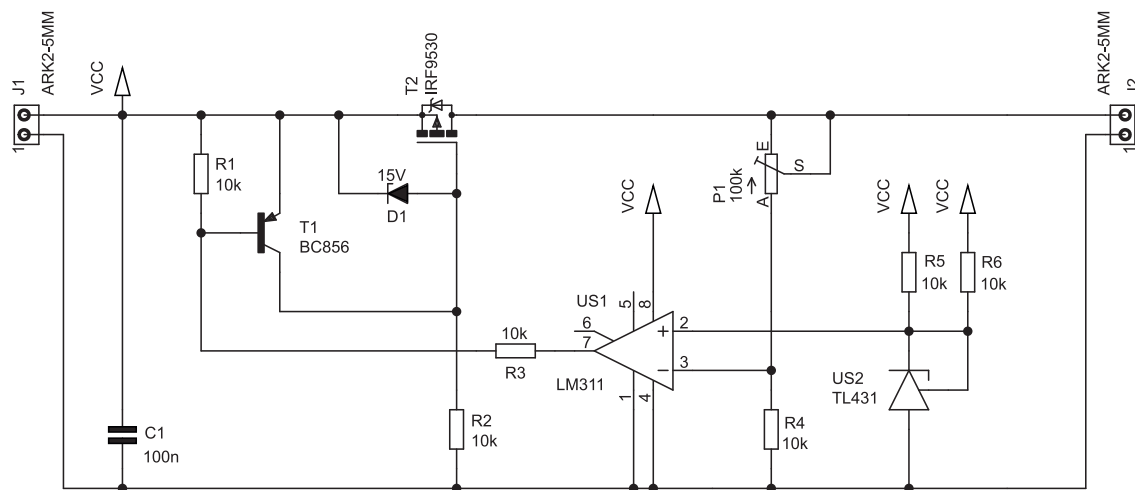 J1
ARK2-5MM
1
VCC
R1
10k
T1
BC856
T2
IRF9530
15V
D1
P1
100k
E
S
A
VCC
US1
5
8
6
7
+
2
−
3
LM311
1
4
10k
R3
R2
10k
R4
10k
VCC
VCC
R5
10k
R6
10k
US2
TL431
C1
100n
ARK2-5MM
J2
1